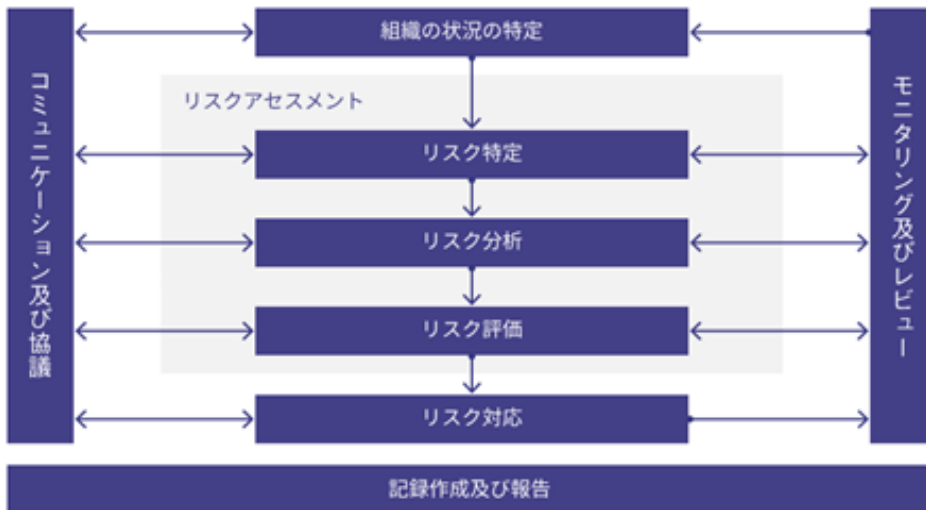 組織の状況の特定
コミュニケーション及び協議
モニタリング及びレビュー
リスクアセスメント
リスク特定
リスク分析
リスク評価
リスク対応
記録作成及び報告